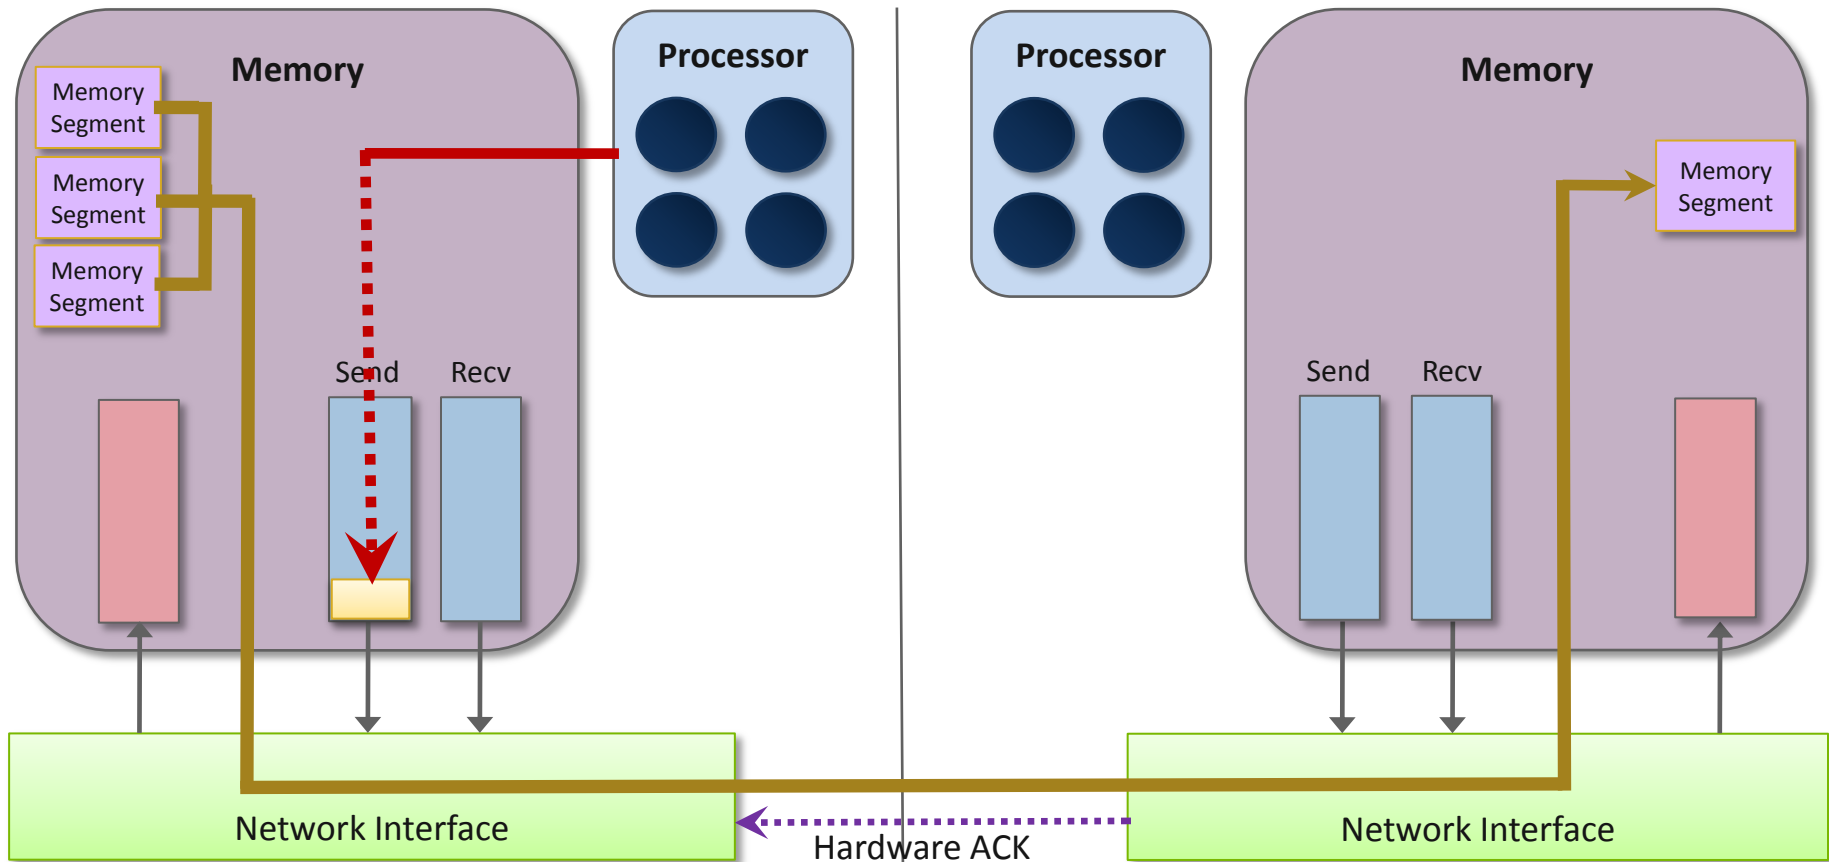 Memory
Processor
Processor
Memory
Memory
Segment
Memory
Segment
Memory
Segment
Memory
Segment
Send
Recv
Send
Recv
Network Interface
Hardware ACK
Network Interface